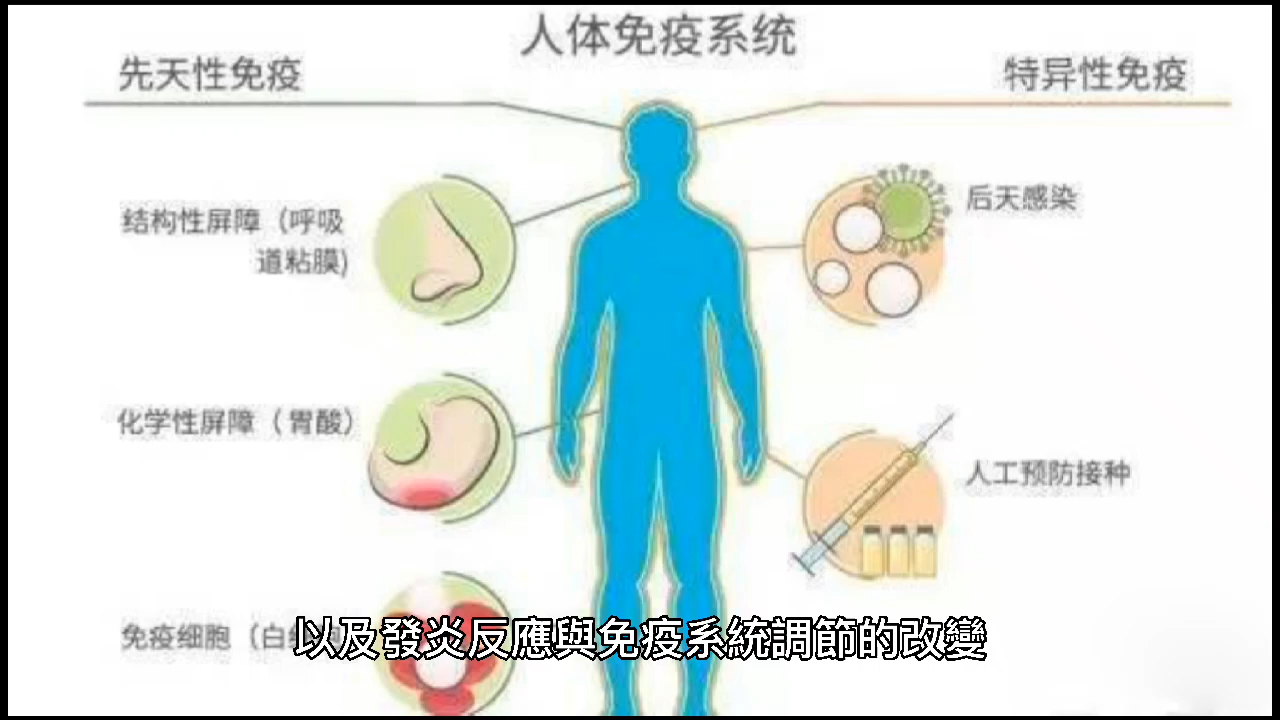 人体免疫系统
先天性免疫
特异性免疫
结构性屏障（呼吸
道粘膜)
后天感染
化学性屏障（胃酸）
人工预防接种
免疫细胞（白
以及發炎反應與免疫系統調節的改變